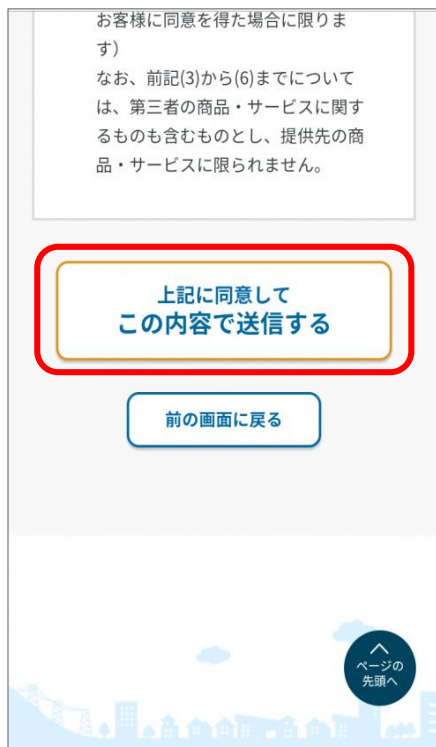 お客様に同意を得た場合に限りま
す）
なお、前記(3)から(6)までについて
は、第三者の商品・サービスに関す
るものも含むものとし、提供先の商
品・サービスに限られません。
上記に同意して
この内容で送信する
前の画面に戻る
ページの
先頭へ